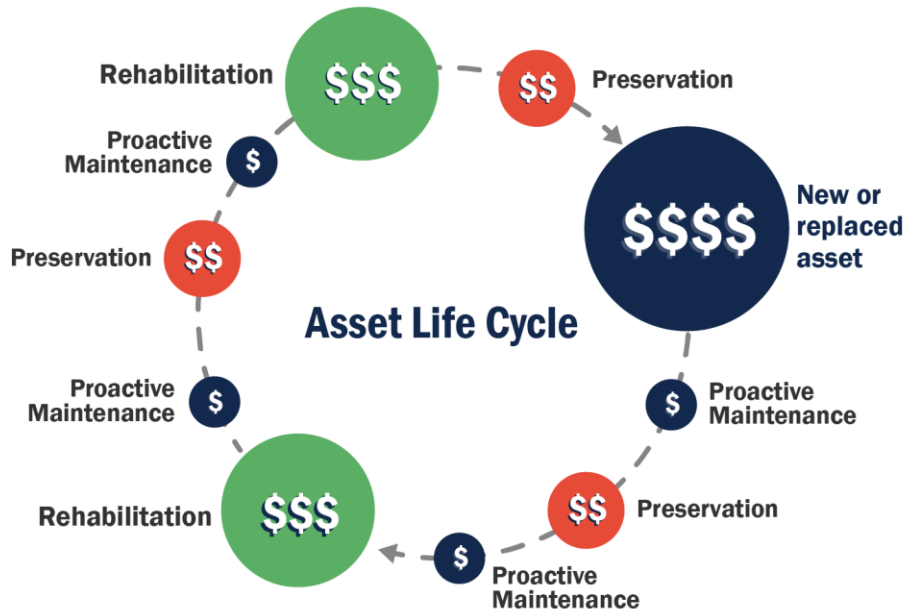 Rehabilitation
$$$
$$
Preservation
Proactive
Maintenance
$
New or
replaced
asset
$$$$
Preservation
$$
Asset Life Cycle
Proactive
Maintenance
$
$
Proactive
Maintenance
Rehabilitation
$$$
$$
Preservation
$
Proactive
Maintenance